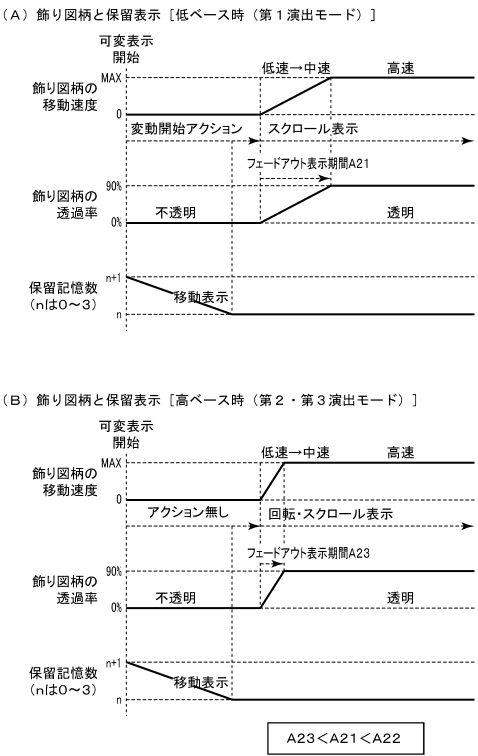 （A）飾り図柄と保留表示［低ベース時（第１演出モード）］
可変表示
開始
低速→中速
高速
飾り図柄の
移動速度
MAX
0
変動開始アクション
スクロール表示
フェードアウト表示期間A21
飾り図柄の
透過率
90%
0%
不透明
透明
保留記憶数
（nは０～３）
n+1
n
移動表示
（B）飾り図柄と保留表示［高ベース時（第２・第３演出モード）］
可変表示
開始
低速→中速
高速
飾り図柄の
移動速度
MAX
0
アクション無し
回転・スクロール表示
フェードアウト表示期間A23
飾り図柄の
透過率
90%
0%
不透明
透明
保留記憶数
（nは０～３）
n+1
n
移動表示
A23＜A21＜A22